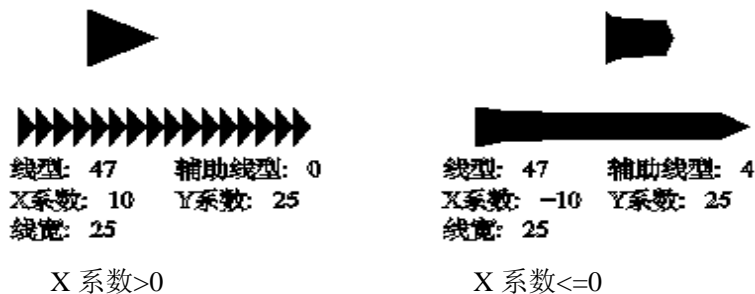 线型: 47 辅助线型: 0
X系数: 10 Y系数: 25
线宽: 25
X 系数>0
线型: 47 辅助线型: 4
X系数: -10 Y系数: 25
线宽: 25
X 系数<=0